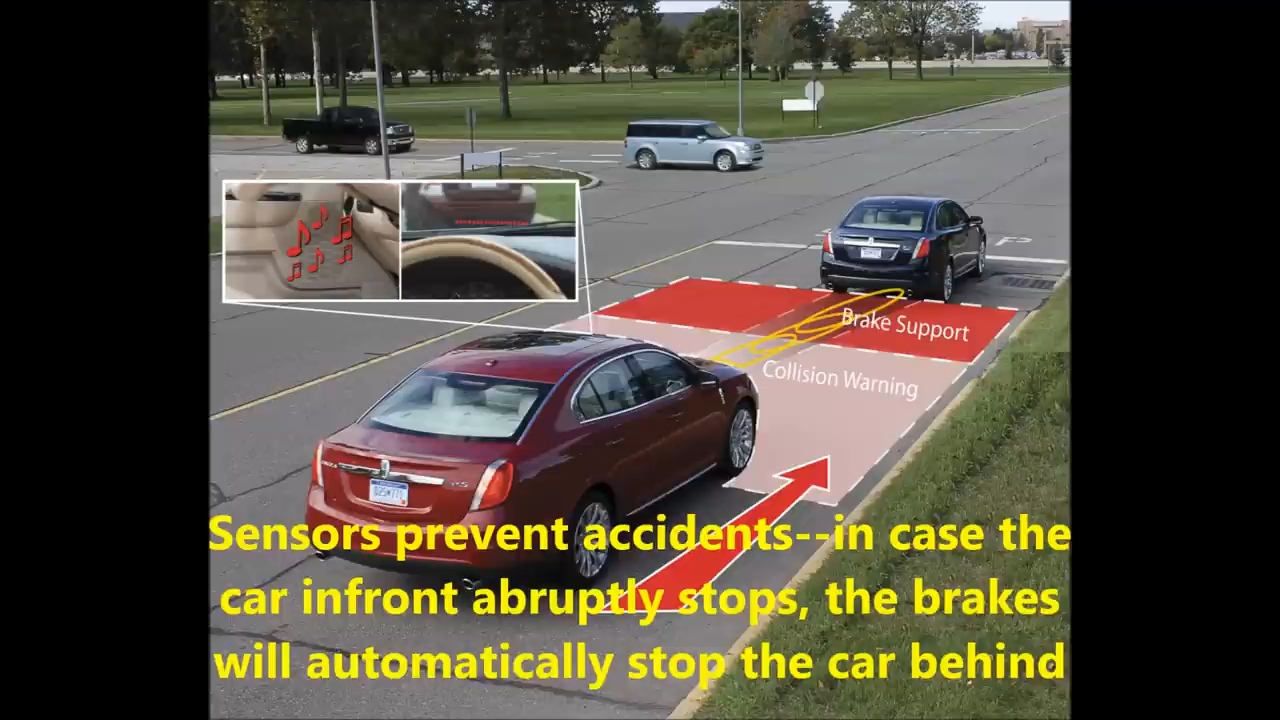 Brake Support
Collision Warning
Sensors prevent accidents--in case the
car infront abruptly stops, the brakes
will automatically stop the car behind